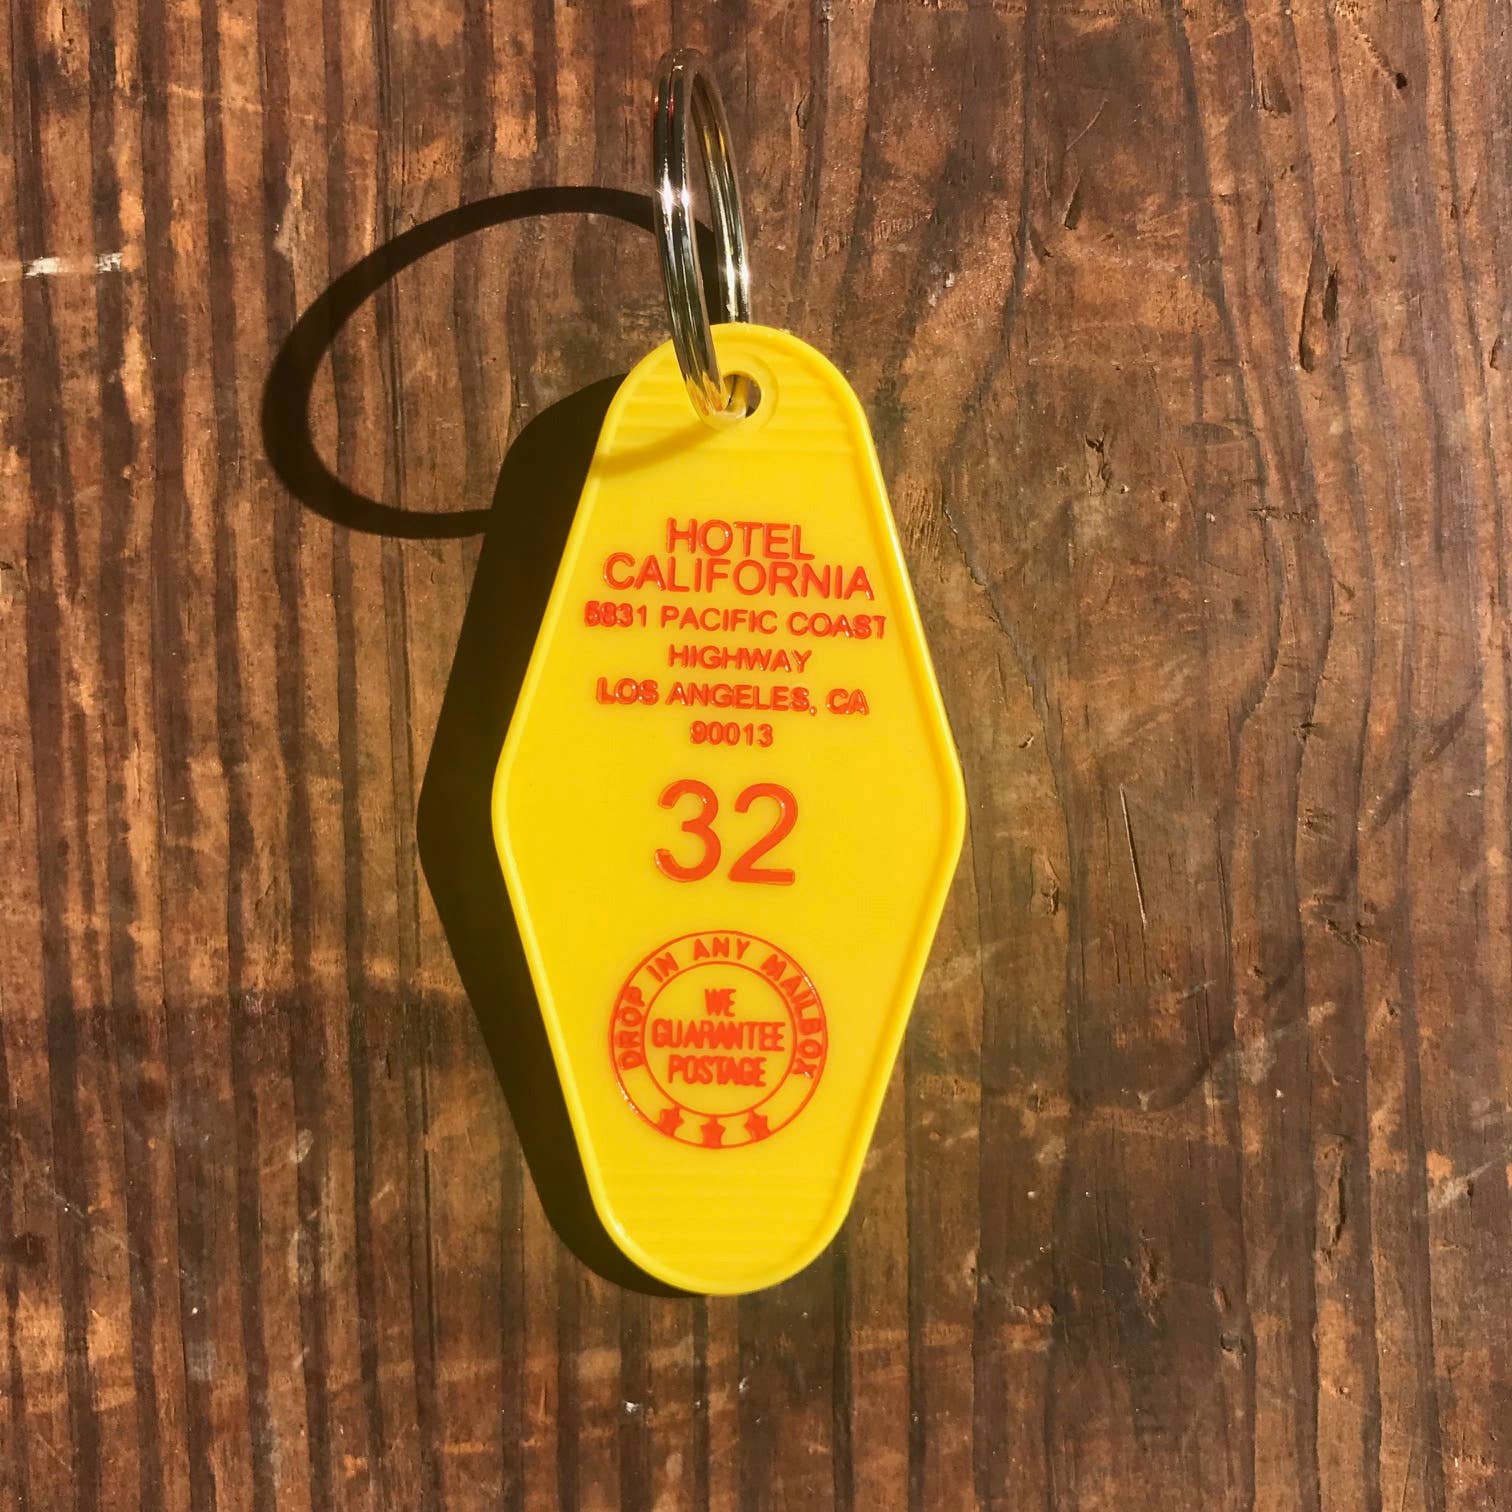 HOTEL
CALIFORNIA
5831 PACIFIC COAST
HIGHWAY
LOS ANGELES, CA
90013
32
DROP IN ANY MAILBOX
WE
GUARANTEE
POSTAGE